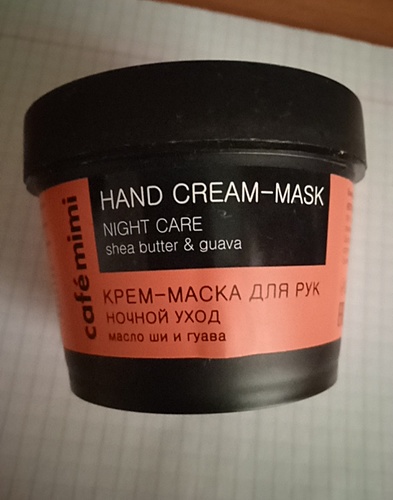 café mimi
HAND CREAM-MASK
NIGHT CARE
shea butter & guava
КРЕМ-МАСКА ДЛЯ РУК
НОЧНОЙ УХОД
масло ши и гуава